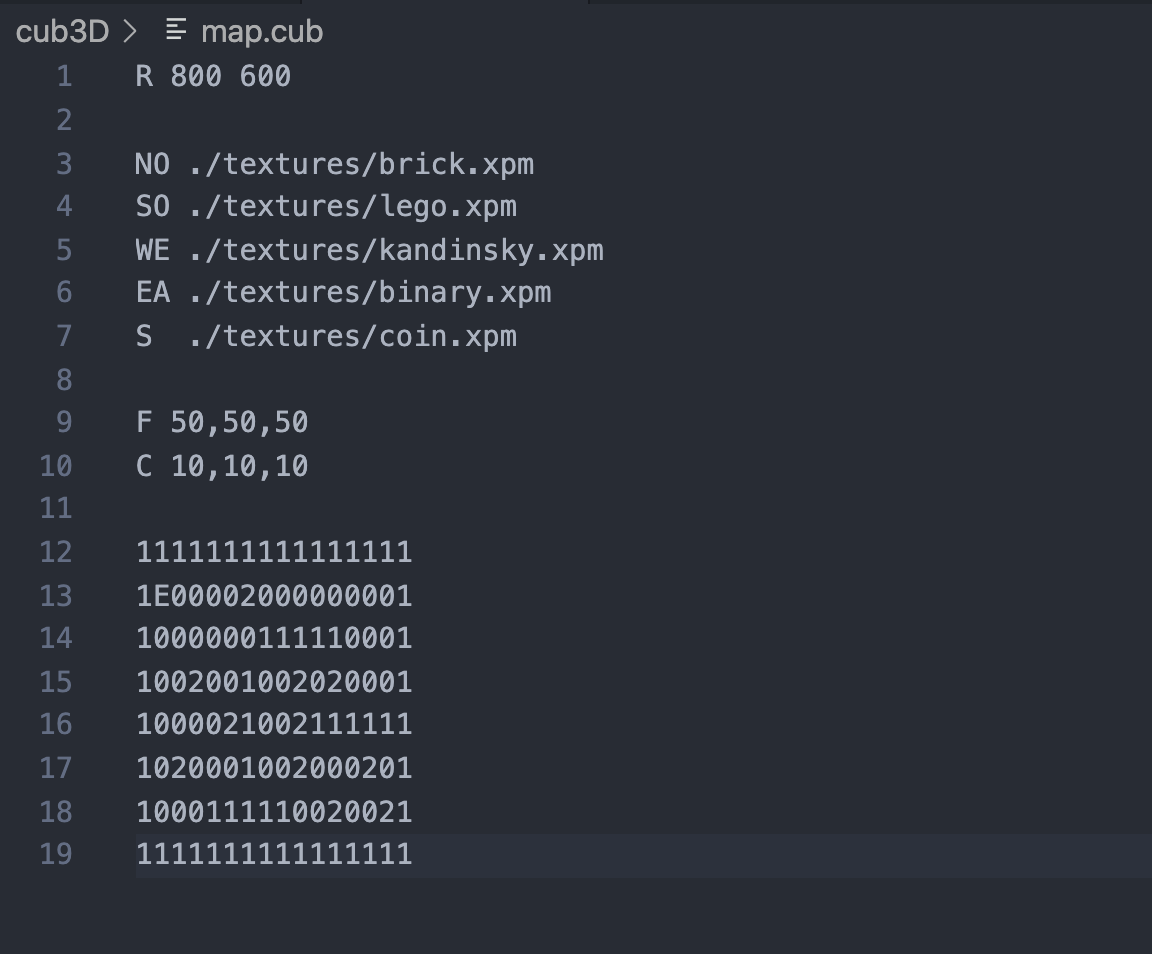 cub3D > map.cub
1 R 800 600
2
3 NO ./textures/brick.xpm
4 SO ./textures/lego.xpm
5 WE ./textures/kandinsky.xpm
6 EA ./textures/binary.xpm
7 S  ./textures/coin.xpm
8
9 F 50,50,50
10 C 10,10,10
11
12 1111111111111111
13 1E00002000000001
14 1000000111110001
15 1002001002020001
16 1000021002111111
17 1020001002000201
18 1000111110020021
19 1111111111111111